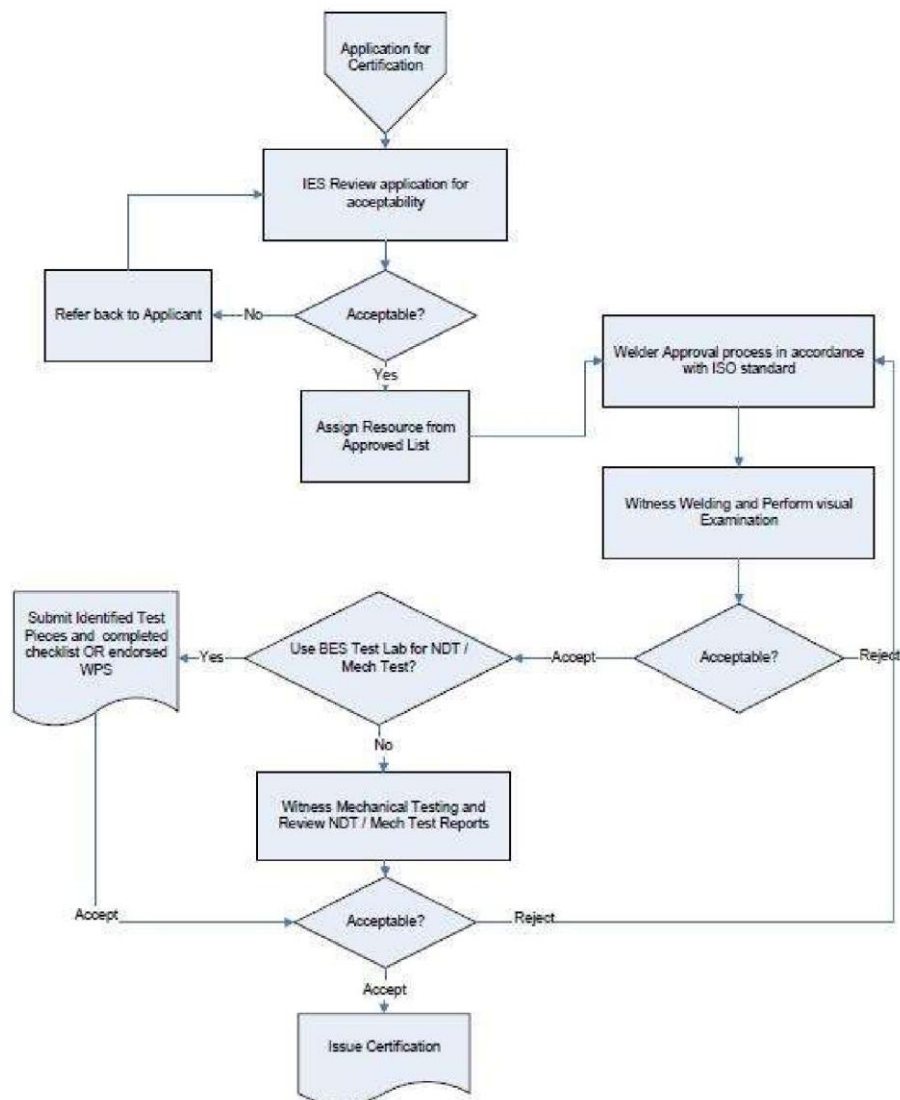 Application for
Certification
IES Review application for
acceptability
Refer back to Applicant
No
Acceptable?
Yes
Assign Resource from
Approved List
Welder Approval process in accordance
with ISO standard
Witness Welding and Perform visual
Examination
Acceptable?
Reject
Accept
Use BES Test Lab for NDT /
Mech Test?
Yes
Submit Identified Test
Pieces and completed
checklist OR endorsed
WPS
No
Witness Mechanical Testing and
Review NDT / Mech Test Reports
Accept
Acceptable?
Reject
Accept
Issue Certification